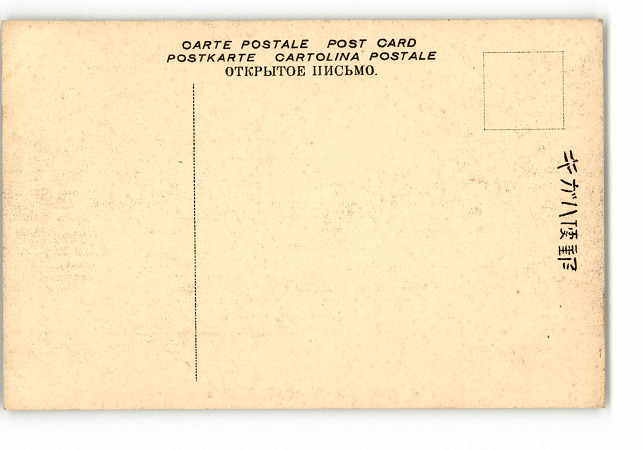 CARTE POSTALE POST CARD
POSTKARTE CARTOLINA POSTALE
ОТКРЫТОЕ ПИСЬМО.
郵便ハガキ